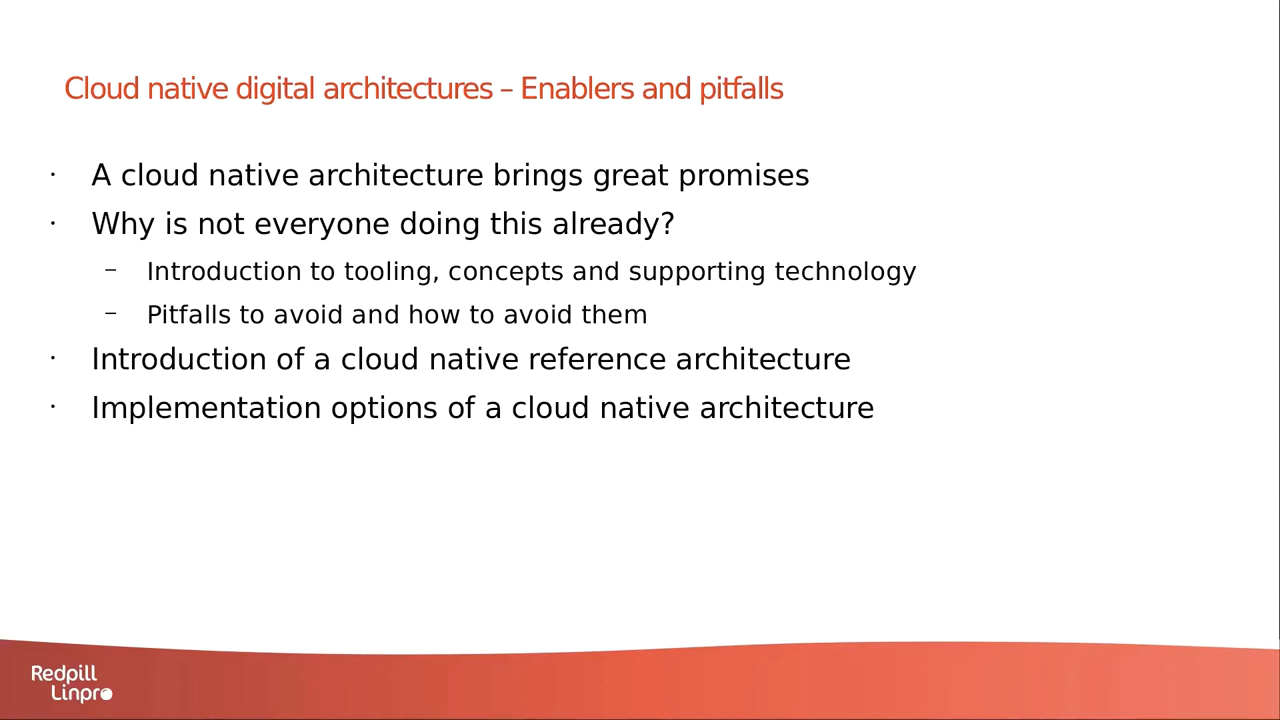 Cloud native digital architectures – Enablers and pitfalls
· A cloud native architecture brings great promises
· Why is not everyone doing this already?
– Introduction to tooling, concepts and supporting technology
– Pitfalls to avoid and how to avoid them
· Introduction of a cloud native reference architecture
· Implementation options of a cloud native architecture
Redpill
Linpro